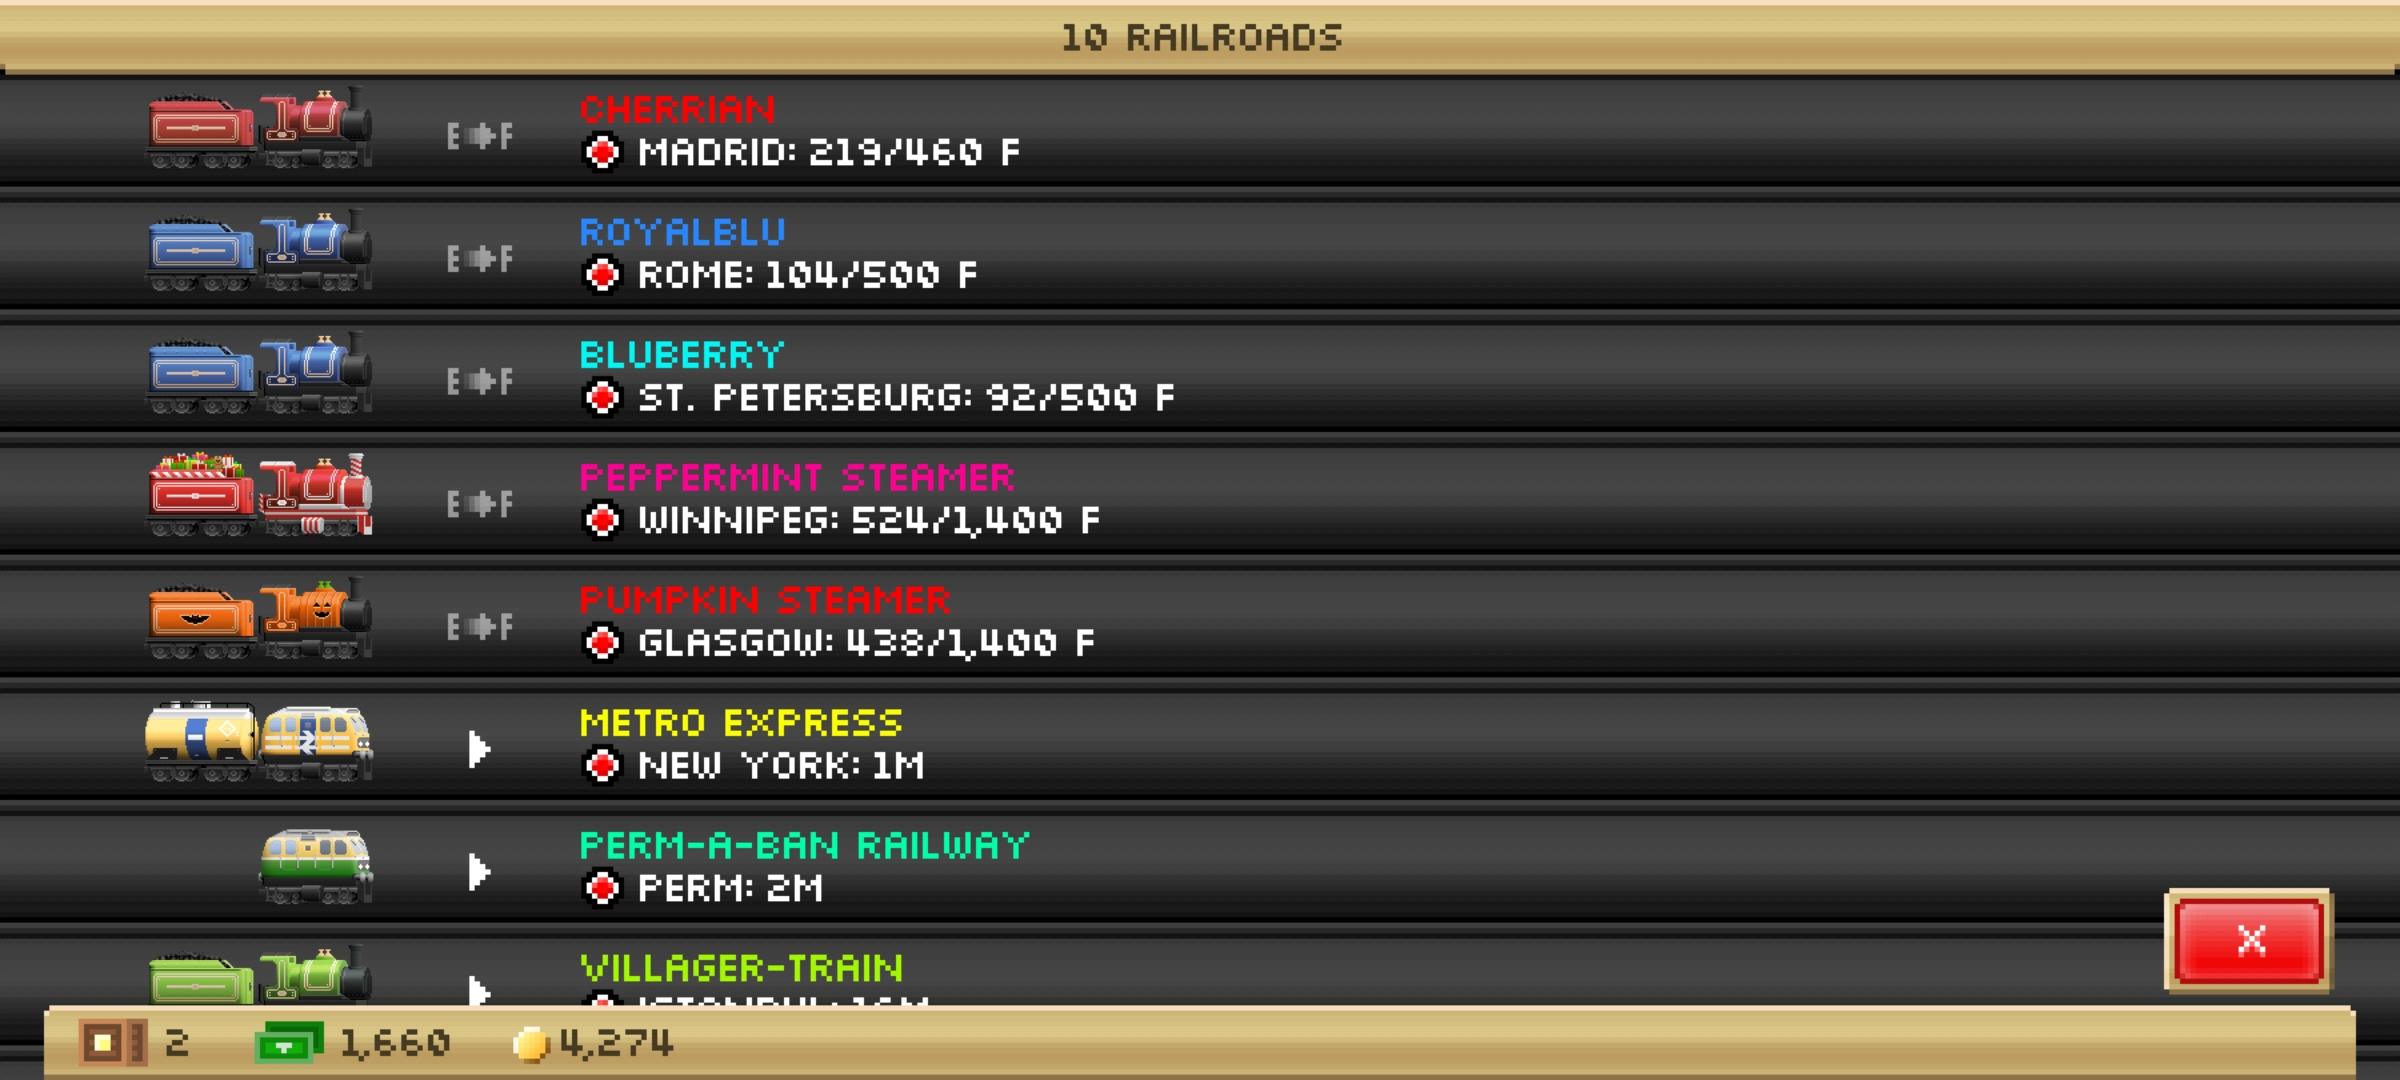 10 RAILROADS
CHERRIAN
E F MADRID: 219/460 F
ROYALBLU
E F ROME: 104/500 F
BLUBERRY
E F ST. PETERSBURG: 92/500 F
PEPPERMINT STEAMER
E F WINNIPEG: 524/1,400 F
PUMPKIN STEAMER
E F GLASGOW: 438/1,400 F
METRO EXPRESS
NEW YORK: 1M
PERM-A-BAN RAILWAY
PERM: 2M
VILLAGER-TRAIN
X
2 1,660 4,274